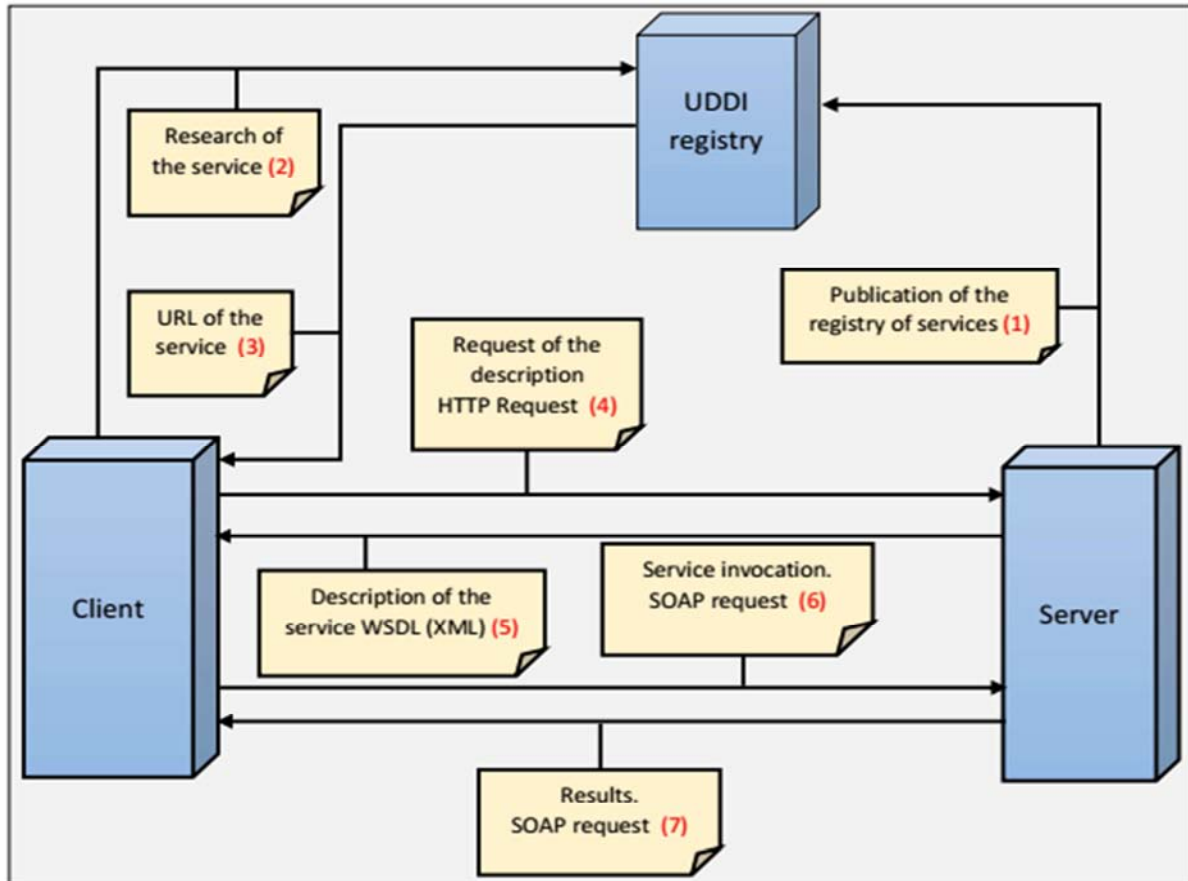 UDDI
registry
Research of
the service (2)
Publication of the
registry of services (1)
URL of the
service (3)
Request of the
description
HTTP Request (4)
Client
Description of the
service WSDL (XML) (5)
Service invocation.
SOAP request (6)
Server
Results.
SOAP request (7)